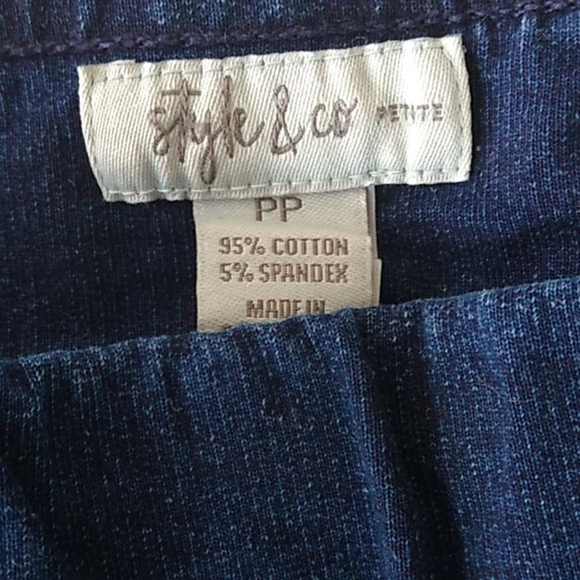 style & co PETITE
PP
95% COTTON
5% SPANDEX
MADE IN